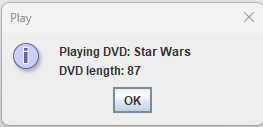 Play
Playing DVD: Star Wars
DVD length: 87
OK